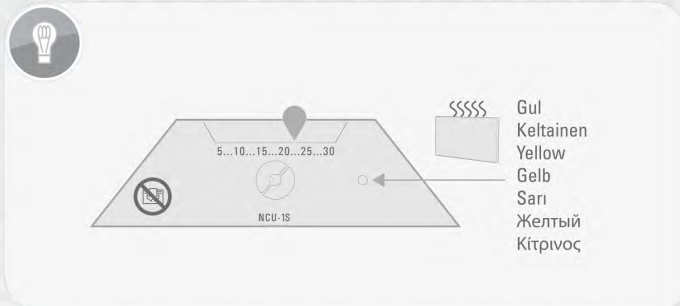 5...10...15...20...25...30
NCU-1S
Gul
Keltainen
Yellow
Gelb
Sarı
Желтый
Κίτρινος